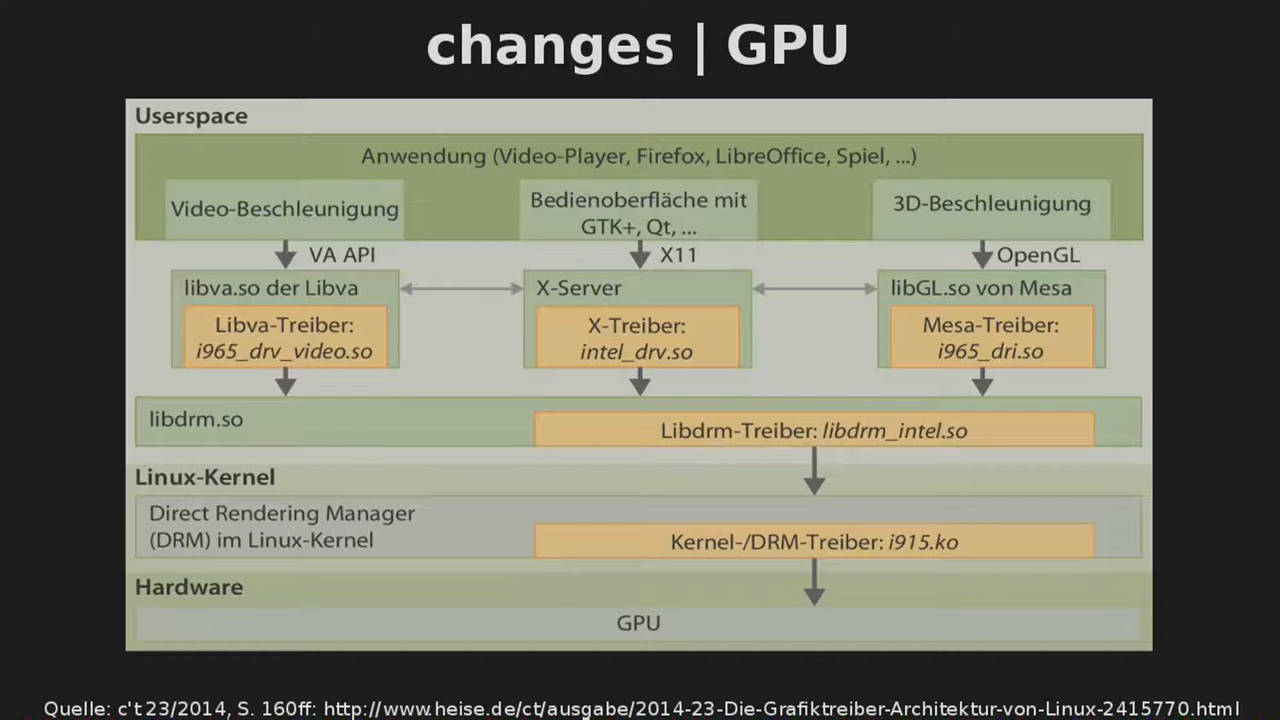 changes | GPU
Userspace
Anwendung (Video-Player, Firefox, LibreOffice, Spiel, ...)
Video-Beschleunigung
Bedienoberfläche mit
GTK+, Qt, ...
3D-Beschleunigung
VA API
X11
OpenGL
libva.so der Libva
X-Server
libGL.so von Mesa
Libva-Treiber:
i965_drv_video.so
X-Treiber:
intel_drv.so
Mesa-Treiber:
i965_dri.so
libdrm.so
Libdrm-Treiber: libdrm_intel.so
Linux-Kernel
Direct Rendering Manager
(DRM) im Linux-Kernel
Kernel-/DRM-Treiber: i915.ko
Hardware
GPU
Quelle: c't 23/2014, S. 160ff: http://www.heise.de/ct/ausgabe/2014-23-Die-Grafiktreiber-Architektur-von-Linux-2415770.html